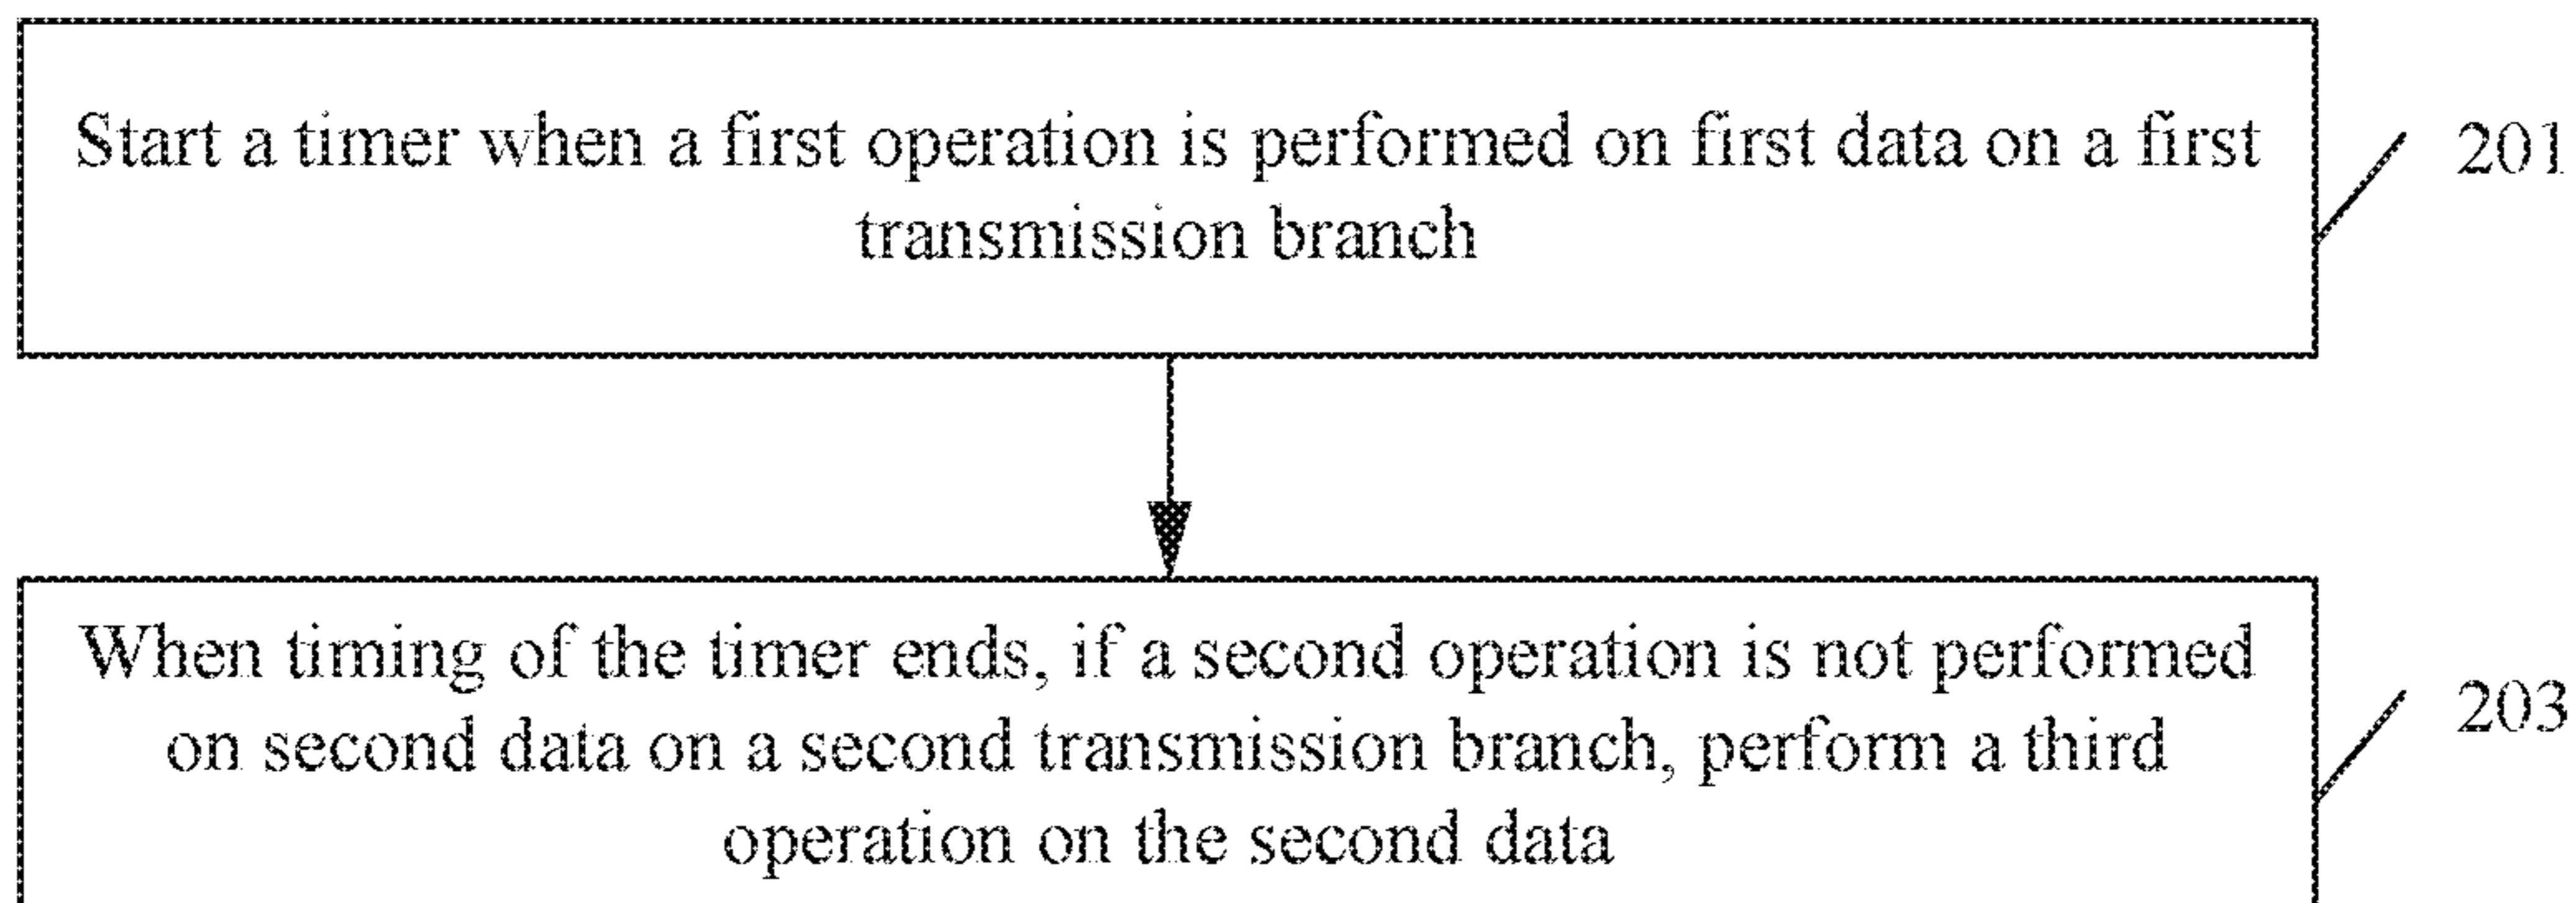 Start a timer when a first operation is performed on first data on a first
transmission branch
201
When timing of the timer ends, if a second operation is not performed
on second data on a second transmission branch, perform a third
operation on the second data
203